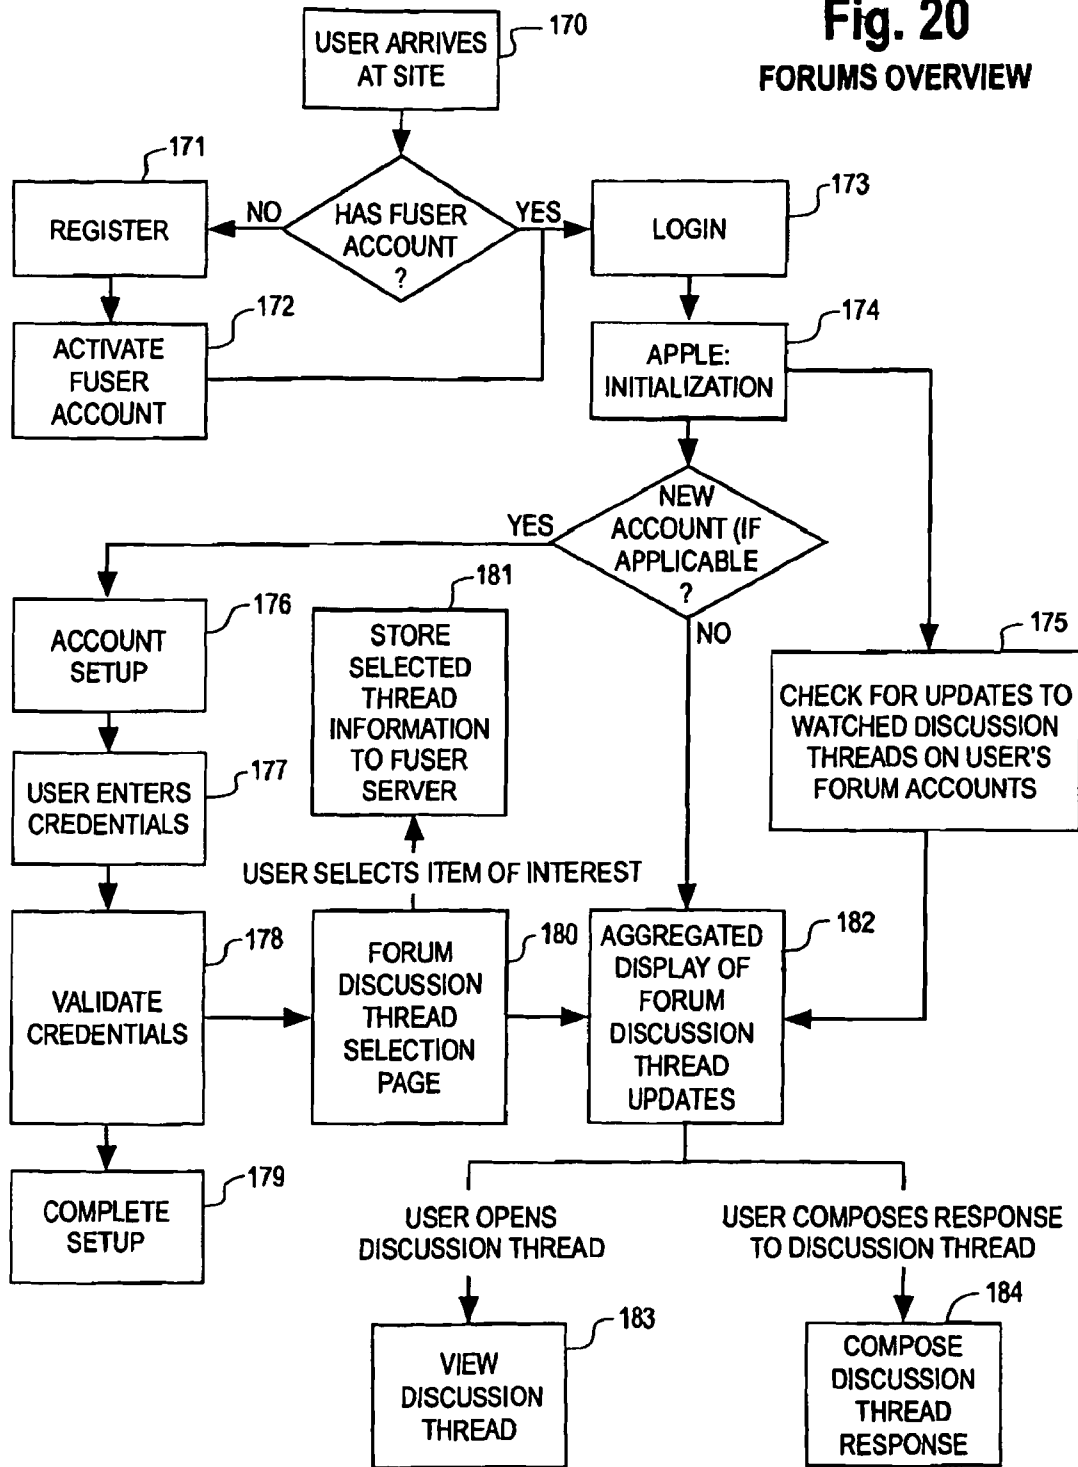 Fig. 20
FORUMS OVERVIEW
USER ARRIVES
AT SITE
170
171
REGISTER
NO
HAS FUSER
ACCOUNT
?
YES
173
LOGIN
172
ACTIVATE
FUSER
ACCOUNT
174
APPLE:
INITIALIZATION
NEW
ACCOUNT (IF
APPLICABLE
?
YES
NO
176
ACCOUNT
SETUP
181
STORE
SELECTED
THREAD
INFORMATION
TO FUSER
SERVER
175
CHECK FOR UPDATES TO
WATCHED DISCUSSION
THREADS ON USER'S
FORUM ACCOUNTS
177
USER ENTERS
CREDENTIALS
USER SELECTS ITEM OF INTEREST
178
VALIDATE
CREDENTIALS
180
FORUM
DISCUSSION
THREAD
SELECTION
PAGE
182
AGGREGATED
DISPLAY OF
FORUM
DISCUSSION
THREAD
UPDATES
179
COMPLETE
SETUP
USER OPENS
DISCUSSION THREAD
USER COMPOSES RESPONSE
TO DISCUSSION THREAD
183
VIEW
DISCUSSION
THREAD
184
COMPOSE
DISCUSSION
THREAD
RESPONSE